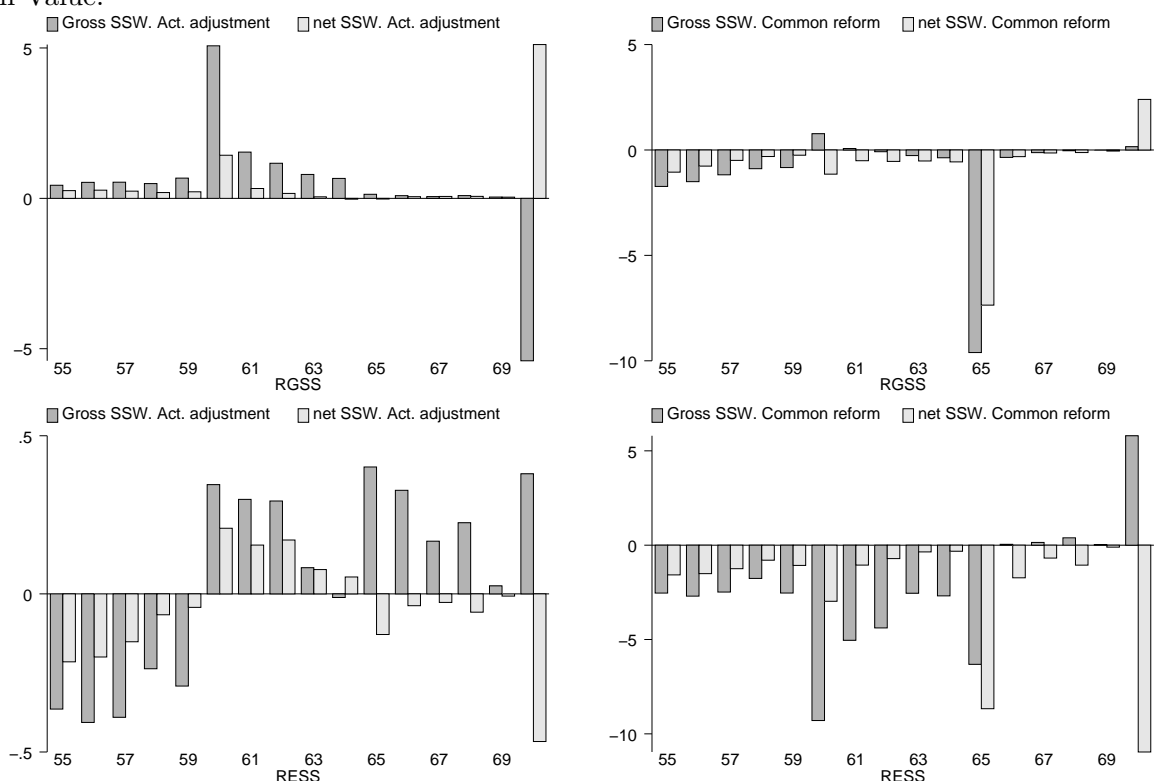 n Value.
Gross SSW. Act. adjustment net SSW. Act. adjustment
5
0
−5
55 57 59 61 63 65 67 69
RGSS
Gross SSW. Common reform net SSW. Common reform
5
0
−5
−10
55 57 59 61 63 65 67 69
RGSS
Gross SSW. Act. adjustment net SSW. Act. adjustment
.5
0
−.5
55 57 59 61 63 65 67 69
RESS
Gross SSW. Common reform net SSW. Common reform
5
0
−5
−10
55 57 59 61 63 65 67 69
RESS